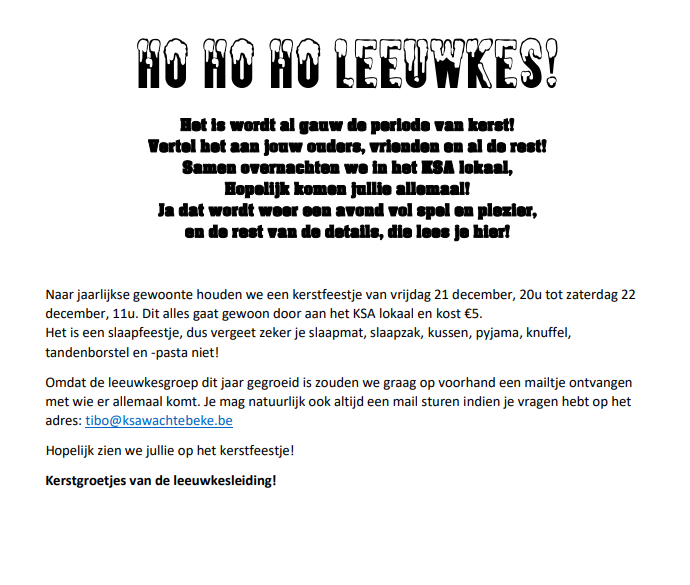 HO HO HO LEEUWKES!
Het is wordt al gauw de periode van kerst!
Vertel het aan jouw ouders, vrienden en al de rest!
Samen overnachten we in het KSA lokaal,
Hopelijk komen jullie allemaal!
Ja dat wordt weer een avond vol spel en plezier,
en de rest van de details, die lees je hier!
Naar jaarlijkse gewoonte houden we een kerstfeestje van vrijdag 21 december, 20u tot zaterdag 22
december, 11u. Dit alles gaat gewoon door aan het KSA lokaal en kost €5.
Het is een slaapfeestje, dus vergeet zeker je slaapmat, slaapzak, kussen, pyjama, knuffel,
tandenborstel en -pasta niet!
Omdat de leeuwkesgroep dit jaar gegroeid is zouden we graag op voorhand een mailtje ontvangen
met wie er allemaal komt. Je mag natuurlijk ook altijd een mail sturen indien je vragen hebt op het
adres: tibo@ksawachtebeke.be
Hopelijk zien we jullie op het kerstfeestje!
Kerstgroetjes van de leeuwkesleiding!